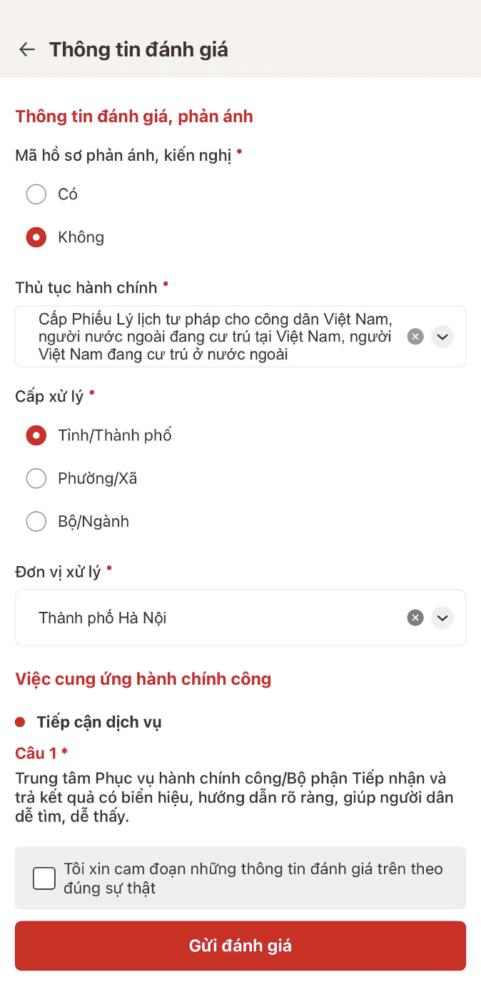 Thông tin đánh giá
Thông tin đánh giá, phản ánh
Mã hồ sơ phản ánh, kiến nghị •
Có
Không
Thủ tục hành chính •
Cấp Phiếu Lý lịch tư pháp cho công dân Việt Nam,
người nước ngoài đang cư trú tại Việt Nam, người
Việt Nam đang cư trú ở nước ngoài
Cấp xử lý •
Tỉnh/Thành phố
Phường/Xã
Bộ/Ngành
Đơn vị xử lý •
Thành phố Hà Nội
Việc cung ứng hành chính công
• Tiếp cận dịch vụ
Câu 1 *
Trung tâm Phục vụ hành chính công/Bộ phận Tiếp nhận và
trả kết quả có biển hiệu, hướng dẫn rõ ràng, giúp người dân
dễ tìm, dễ thấy.
Tôi xin cam đoạn những thông tin đánh giá trên theo
đúng sự thật
Gửi đánh giá